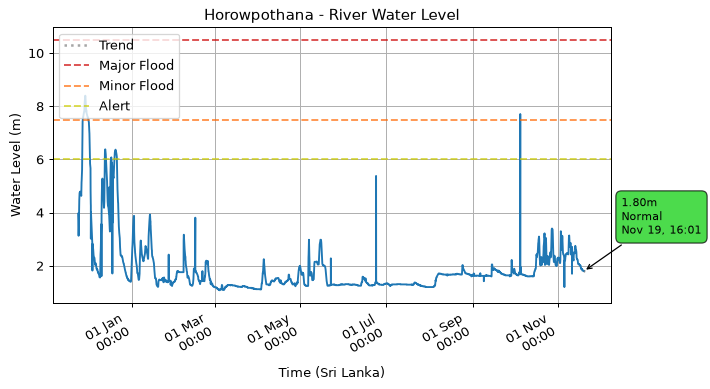 Horowpothana - River Water Level
Trend
Major Flood
Minor Flood
Alert
10
8
6
4
2
Water Level (m)
1.80m
Normal
Nov 19, 16:01
01 Jan
00:00
01 Mar
00:00
01 May
00:00
01 Jul
00:00
01 Sep
00:00
01 Nov
00:00
Time (Sri Lanka)